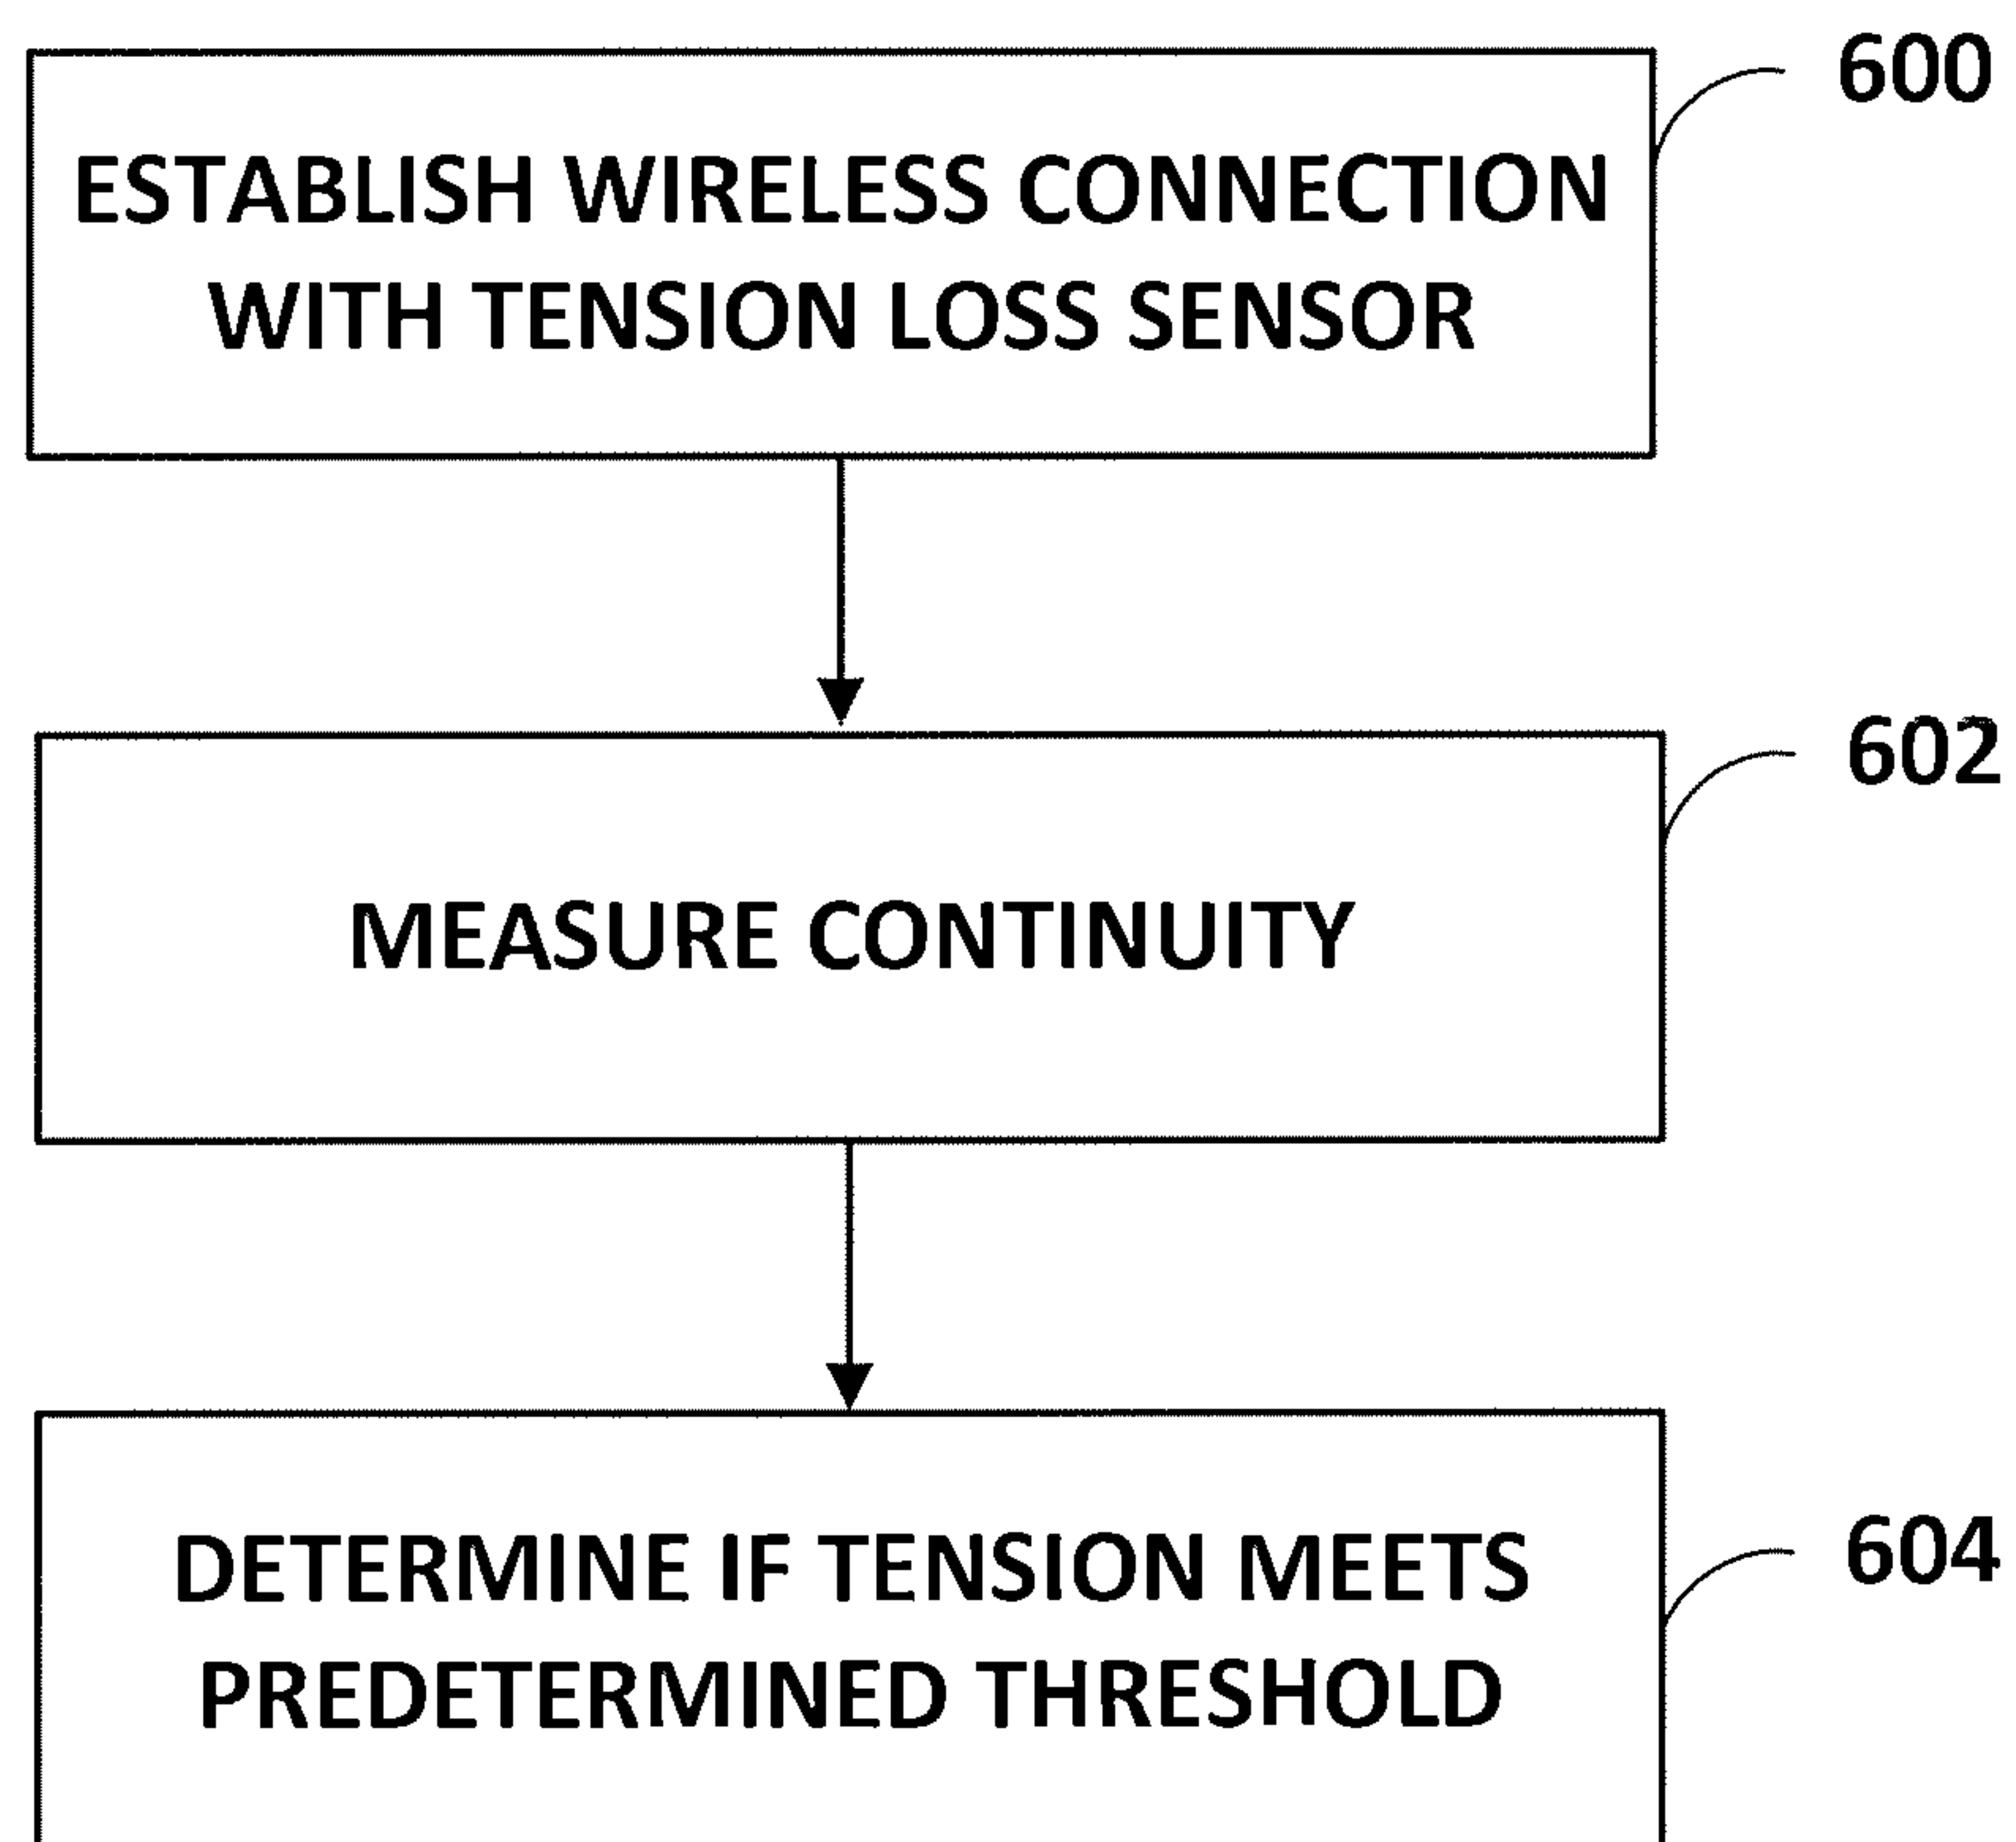 600
ESTABLISH WIRELESS CONNECTION
WITH TENSION LOSS SENSOR
602
MEASURE CONTINUITY
604
DETERMINE IF TENSION MEETS
PREDETERMINED THRESHOLD